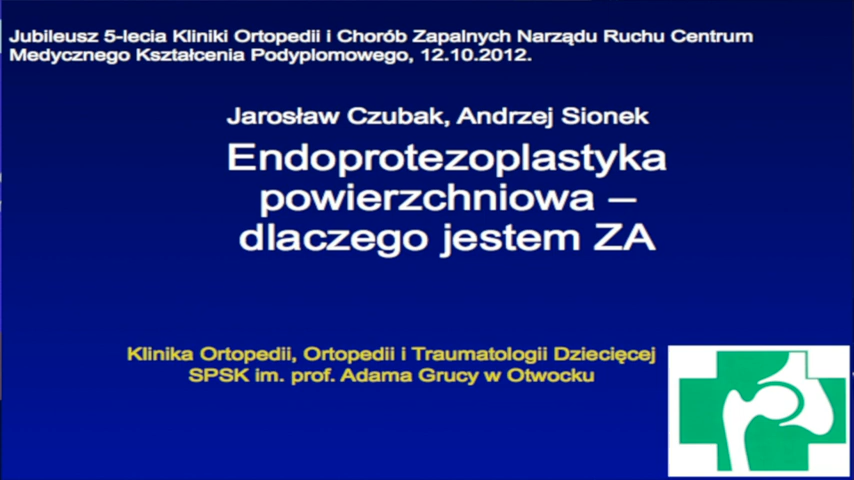 Jubileusz 5-lecia Kliniki Ortopedii i Chorób Zapalnych Narządu Ruchu Centrum
Medycznego Kształcenia Podyplomowego, 12.10.2012.
Jarosław Czubak, Andrzej Sionek
Endoprotezoplastyka
powierzchniowa –
dlaczego jestem ZA
Klinika Ortopedii, Ortopedii i Traumatologii Dziecięcej
SPSK im. prof. Adama Grucy w Otwocku